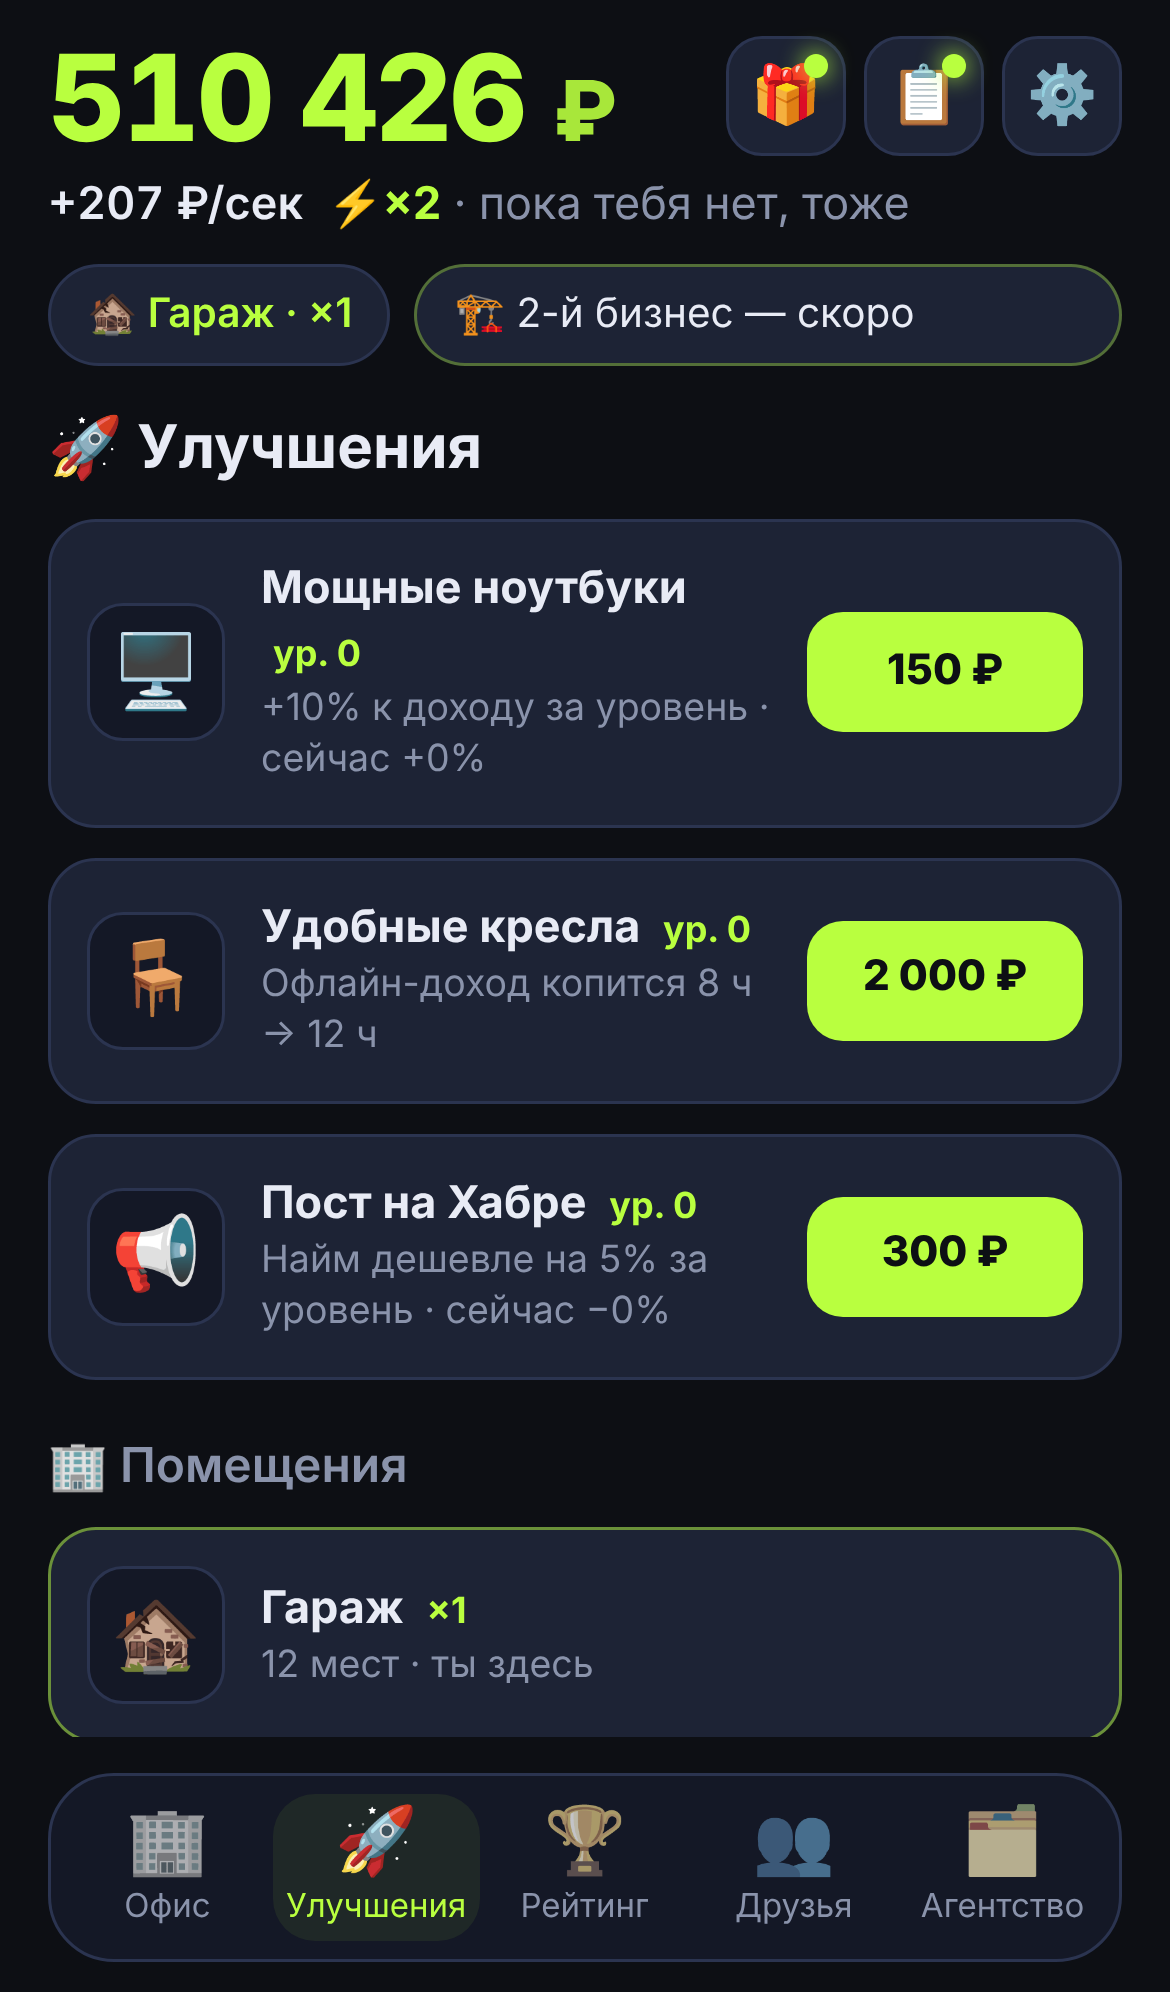 510 426 ₽
+207 ₽/сек ⚡×2 · пока тебя нет, тоже
Гараж · ×1
2-й бизнес — скоро
Улучшения
Мощные ноутбуки
ур. 0
+10% к доходу за уровень ·
сейчас +0%
150 ₽
Удобные кресла ур. 0
Офлайн-доход копится 8 ч
→ 12 ч
2 000 ₽
Пост на Хабре ур. 0
Найм дешевле на 5% за
уровень · сейчас −0%
300 ₽
Помещения
Гараж ×1
12 мест · ты здесь
Офис
Улучшения
Рейтинг
Друзья
Агентство